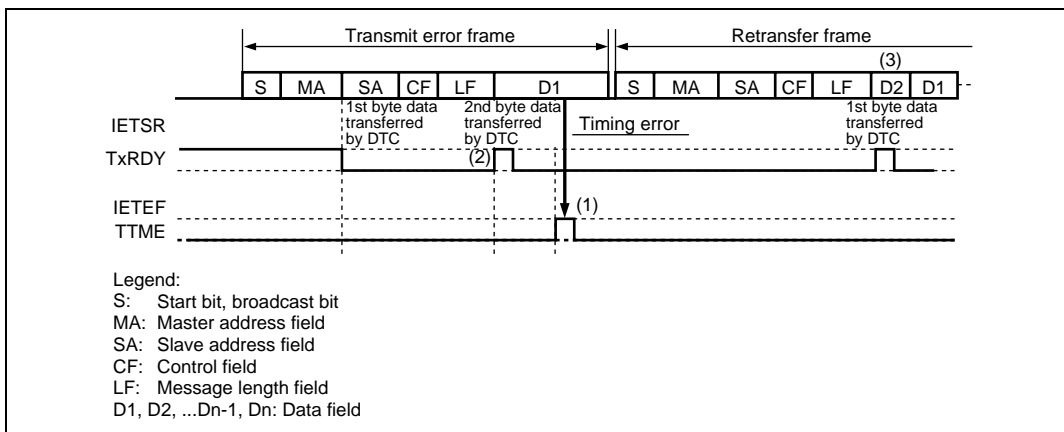 Transmit error frame
Retransfer frame
(3)
S MA SA CF LF D1 S MA SA CF LF D2 D1
1st byte data
transferred
by DTC
2nd byte data
transferred
by DTC
Timing error
1st byte data
transferred
by DTC
IETSR
TxRDY
(2)
IETEF
TTME
(1)
Legend:
S: Start bit, broadcast bit
MA: Master address field
SA: Slave address field
CF: Control field
LF: Message length field
D1, D2, ...Dn-1, Dn: Data field